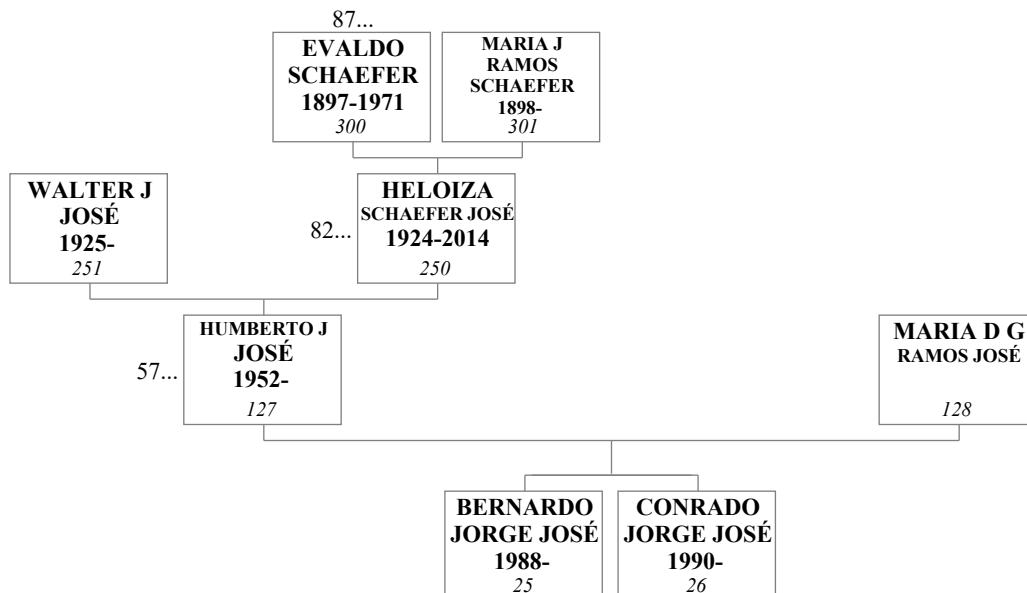 87...
EVALDO
SCHAEFER
1897-1971
300
MARIA J
RAMOS
SCHAEFER
1898-
301
WALTER J
JOSÉ
1925-
251
82...
HELOIZA
SCHAEFER JOSÉ
1924-2014
250
57...
HUMBERTO J
JOSÉ
1952-
127
MARIA D G
RAMOS JOSÉ
128
BERNARDO
JORGE JOSÉ
1988-
25
CONRADO
JORGE JOSÉ
1990-
26